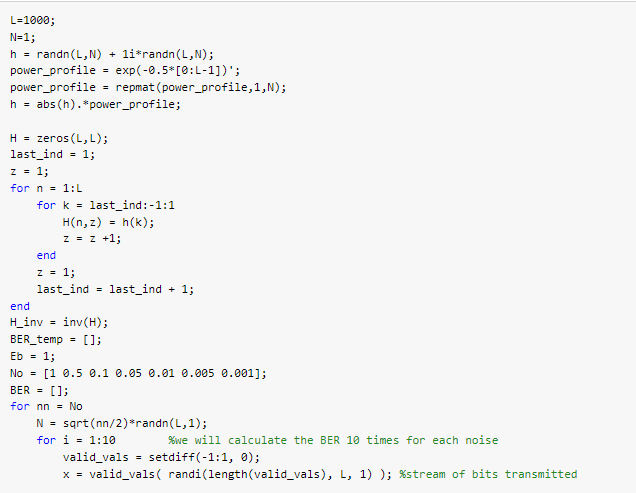 L=1000;
N=1;
h = randn(L,N) + 1i*randn(L,N);
power_profile = exp(-0.5*[0:L-1])';
power_profile = repmat(power_profile,1,N);
h = abs(h).*power_profile;

H = zeros(L,L);
last_ind = 1;
z = 1;
for n = 1:L
    for k = last_ind:-1:1
        H(n,z) = h(k);
        z = z +1;
    end
    z = 1;
    last_ind = last_ind + 1;
end
H_inv = inv(H);
BER_temp = [];
Eb = 1;
No = [1 0.5 0.1 0.05 0.01 0.005 0.001];
BER = [];
for nn = No
    N = sqrt(nn/2)*randn(L,1);
    for i = 1:10        %we will calculate the BER 10 times for each noise
        valid_vals = setdiff(-1:1, 0);
        x = valid_vals( randi(length(valid_vals), L, 1) ); %stream of bits transmitted